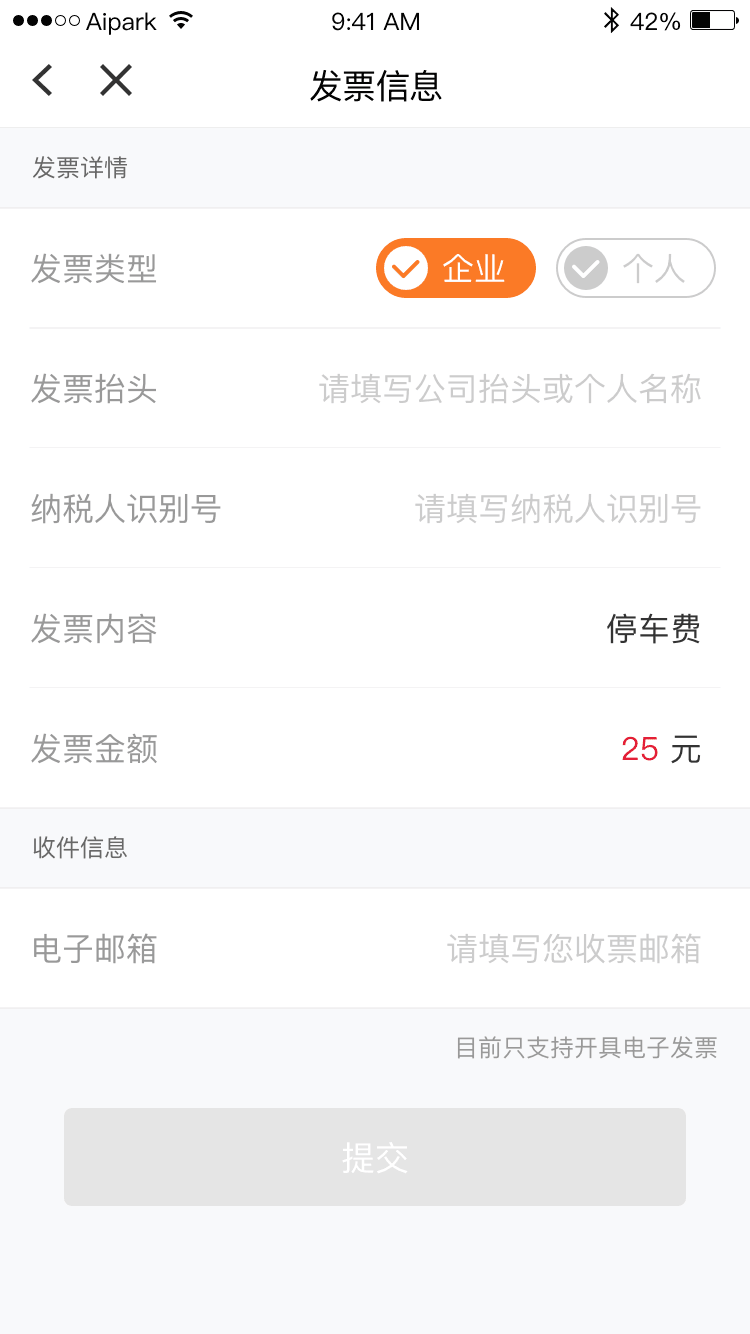 Aipark 9:41 AM 42%
发票信息
发票详情
发票类型 企业 个人
发票抬头 请填写公司抬头或个人名称
纳税人识别号 请填写纳税人识别号
发票内容 停车费
发票金额 25 元
收件信息
电子邮箱 请填写您收票邮箱
目前只支持开具电子发票
提交